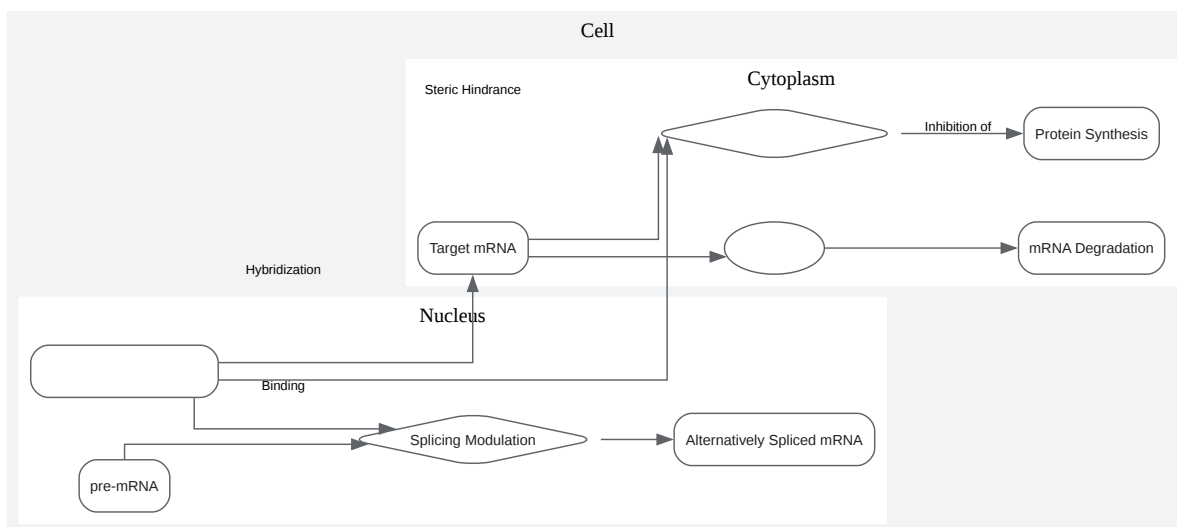 Cell
Cytoplasm
Steric Hindrance
Inhibition of
Protein Synthesis
Target mRNA
mRNA Degradation
Hybridization
Nucleus
Binding
Splicing Modulation
Alternatively Spliced mRNA
pre-mRNA